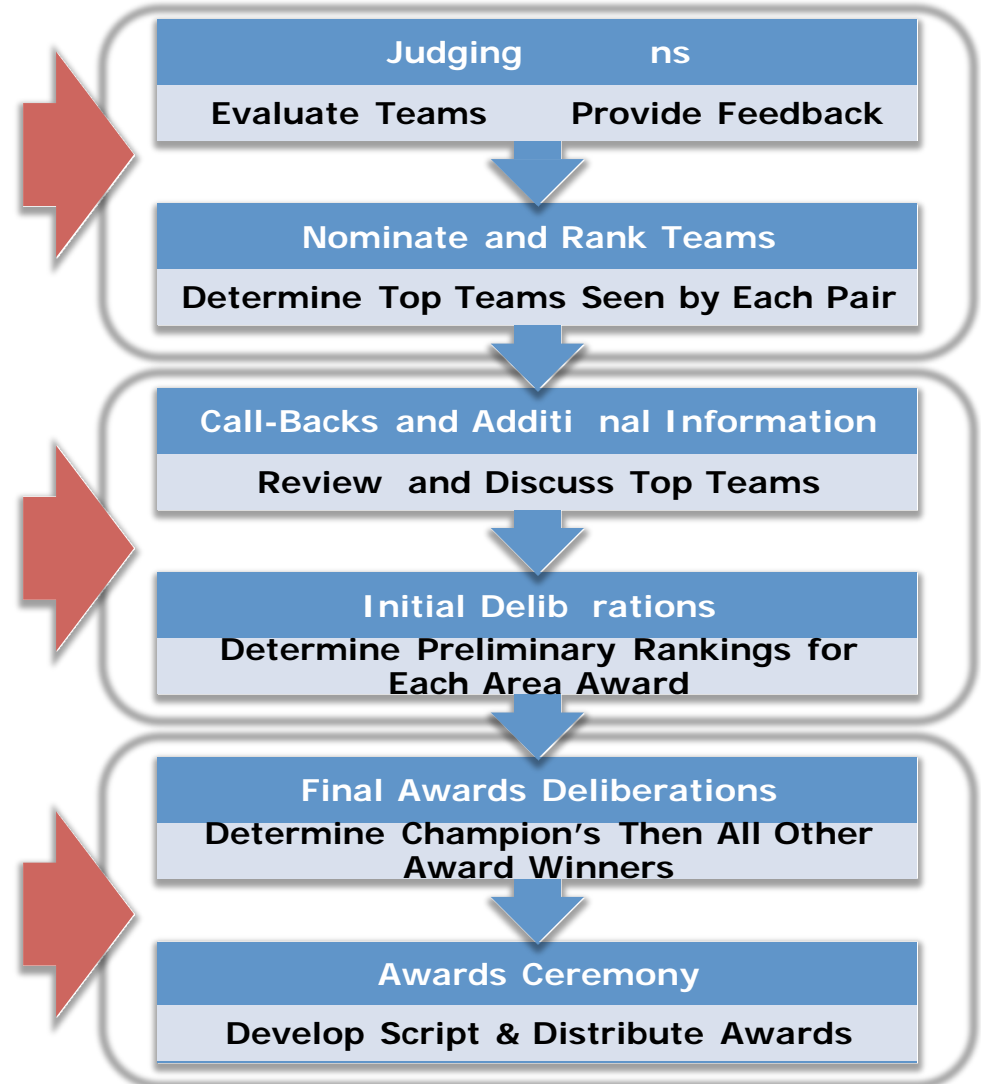 Judging ns
Evaluate Teams Provide Feedback
Nominate and Rank Teams
Determine Top Teams Seen by Each Pair
Call-Backs and Additi nal Information
Review and Discuss Top Teams
Initial Delib rations
Determine Preliminary Rankings for
Each Area Award
Final Awards Deliberations
Determine Champion's Then All Other
Award Winners
Awards Ceremony
Develop Script & Distribute Awards